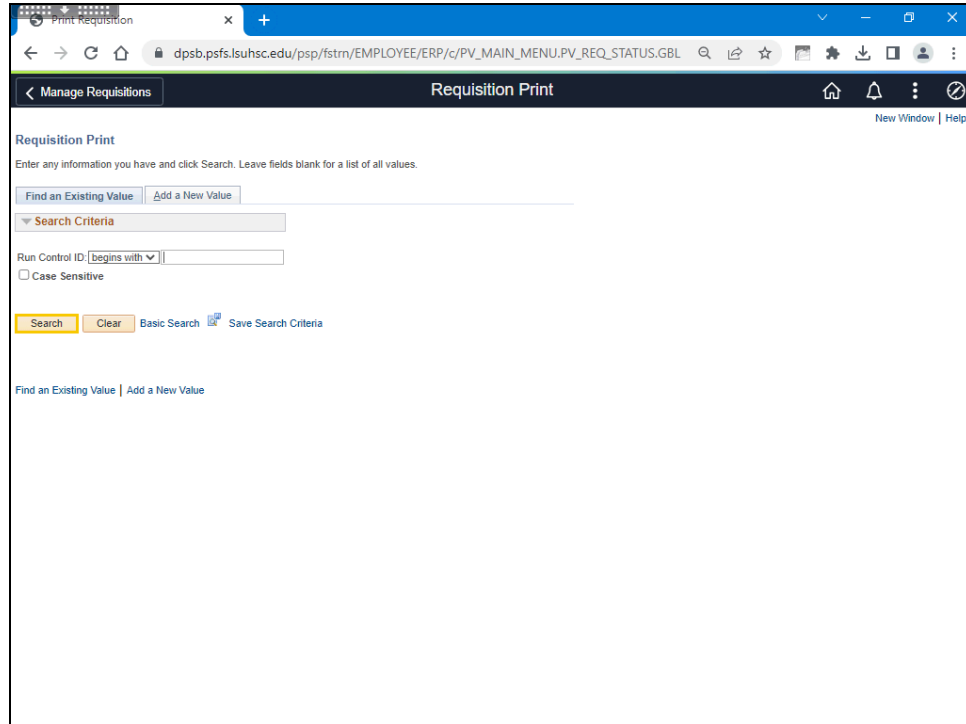 Print Requisition
dpsb.psfs.lsuhsc.edu/psp/fstrn/EMPLOYEE/ERP/c/PV_MAIN_MENU.PV_REQ_STATUS.GBL
Manage Requisitions Requisition Print
New Window | Help
Requisition Print
Enter any information you have and click Search. Leave fields blank for a list of all values.
Find an Existing Value Add a New Value
Search Criteria
Run Control ID: begins with
Case Sensitive
Search Clear Basic Search Save Search Criteria
Find an Existing Value | Add a New Value